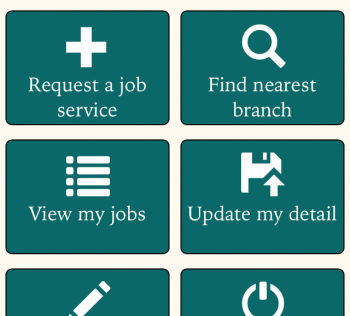 Request a job
service
Find nearest
branch
View my jobs
Update my detail